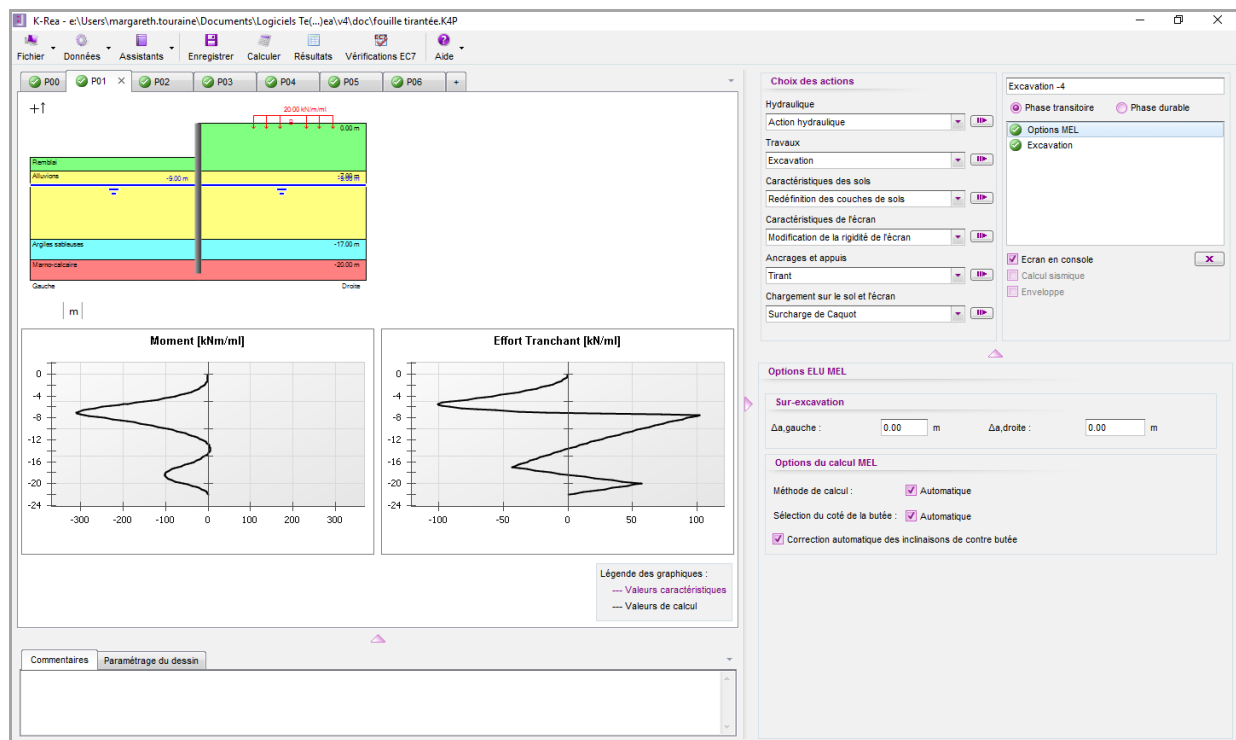 K-Rea - e:\Users\margareth.touraine\Documents\Logiciels Te(...)ea\v4\doc\fouille tirantée.K4P
Fichier Données Assistants Enregistrer Calculer Résultats Vérifications EC7 Aide
P00 P01 × P02 P03 P04 P05 P06 +
+↑
20.00 kN/m/ml
0.00 m
Remblai
Alluvions
-9.00 m
Argiles sableuses
-17.00 m
Marno-calcaire
-20.00 m
Gauche Droite
m
Moment [kNm/ml]
0
-4
-8
-12
-16
-20
-24
-300 -200 -100 0 100 200 300
Effort Tranchant [kN/ml]
0
-4
-8
-12
-16
-20
-24
-100 -50 0 50 100
Légende des graphiques :
--- Valeurs caractéristiques
--- Valeurs de calcul
Commentaires Paramétrage du dessin
Choix des actions
Hydraulique
Action hydraulique
Travaux
Excavation
Caractéristiques des sols
Redéfinition des couches de sols
Caractéristiques de l'écran
Modification de la rigidité de l'écran
Ancrages et appuis
Tirant
Chargement sur le sol et l'écran
Surcharge de Caquot
Excavation -4
Phase transitoire Phase durable
Options MEL
Excavation
Ecran en console
Calcul sismique
Enveloppe
Options ELU MEL
Sur-excavation
Δa,gauche : 0.00 m Δa,droite : 0.00 m
Options du calcul MEL
Méthode de calcul : Automatique
Sélection du coté de la butée : Automatique
Correction automatique des inclinaisons de contre butée